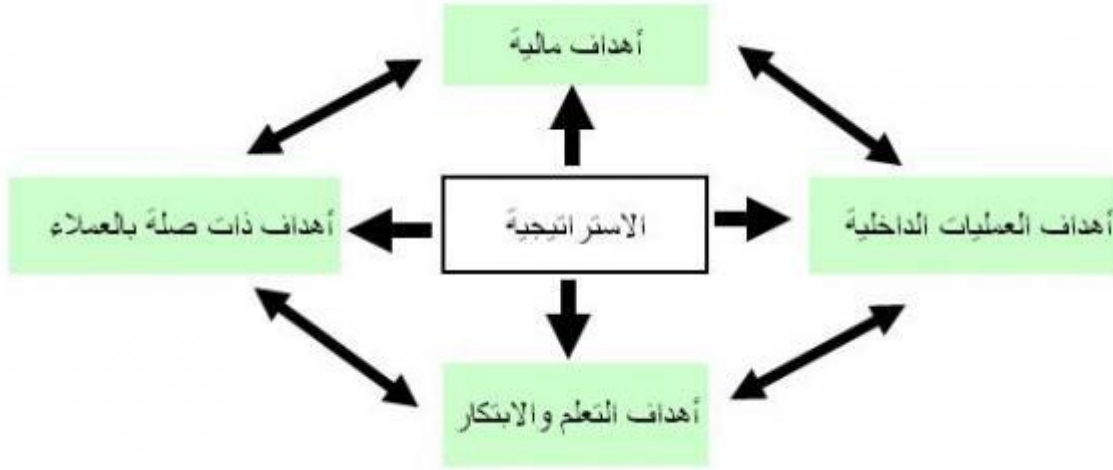 أهداف مالية
أهداف العمليات الداخلية
الاستراتيجية
أهداف ذات صلة بالعملاء
أهداف التعلم والابتكار